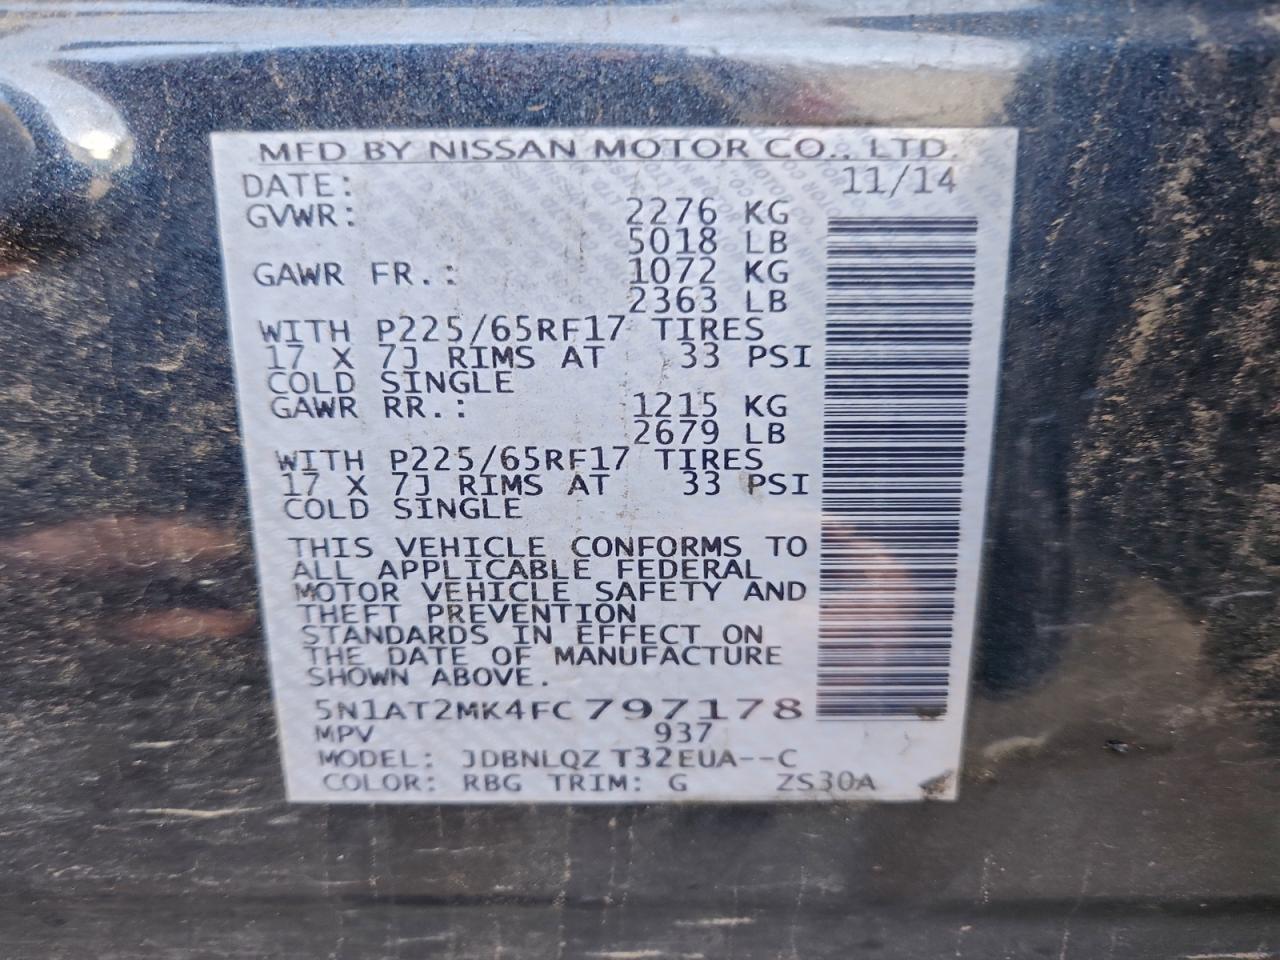 MFD BY NISSAN MOTOR CO., LTD.
DATE: 11/14
GVWR: 2276 KG
5018 LB
GAWR FR.: 1072 KG
2363 LB
WITH P225/65RF17 TIRES
17 X 7J RIMS AT 33 PSI
COLD SINGLE
GAWR RR.: 1215 KG
2679 LB
WITH P225/65RF17 TIRES
17 X 7J RIMS AT 33 PSI
COLD SINGLE
THIS VEHICLE CONFORMS TO
ALL APPLICABLE FEDERAL
MOTOR VEHICLE SAFETY AND
THEFT PREVENTION
STANDARDS IN EFFECT ON
THE DATE OF MANUFACTURE
SHOWN ABOVE.
5N1AT2MK4FC797178
MPV 937
MODEL: JDBNLQZ T32EUA--C
COLOR: RBG TRIM: G ZS30A